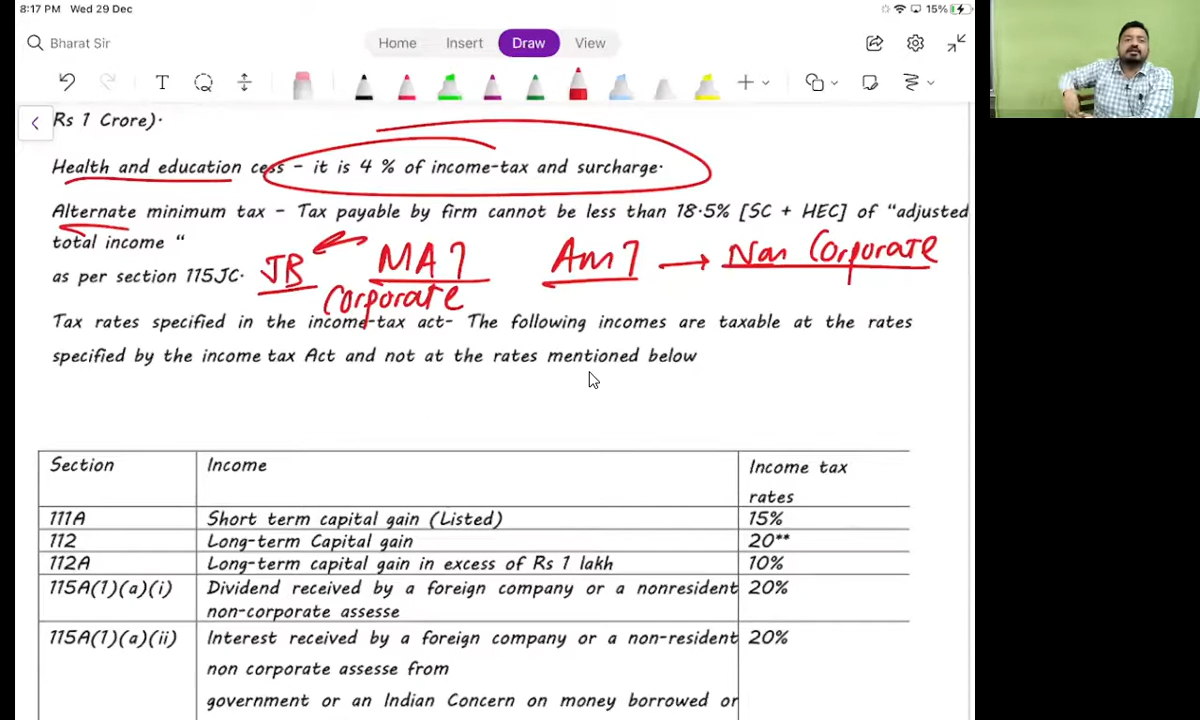 8:17 PM Wed 29 Dec
15%
Bharat Sir
Home Insert Draw View
Rs 1 Crore)·
Health and education cess - it is 4 % of income-tax and surcharge·
Alternate minimum tax - Tax payable by firm cannot be less than 18·5% [SC + HEC] of "adjusted
total income "
as per section 115JC·
JB MAT AMT → Non Corporate
Corporate
Tax rates specified in the income-tax act- The following incomes are taxable at the rates
specified by the income tax Act and not at the rates mentioned below
Section Income Income tax
rates
111A Short term capital gain (Listed) 15%
112 Long-term Capital gain 20**
112A Long-term capital gain in excess of Rs 1 lakh 10%
115A(1)(a)(i) Dividend received by a foreign company or a nonresident 20%
non-corporate assesse
115A(1)(a)(ii) Interest received by a foreign company or a non-resident 20%
non corporate assesse from
government or an Indian Concern on money borrowed or